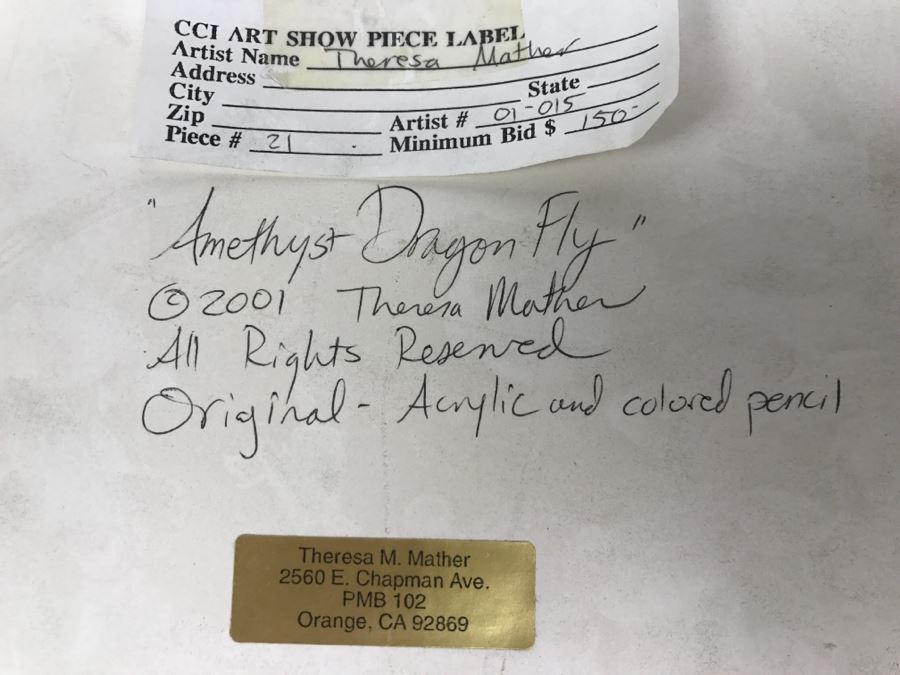 CCI ART SHOW PIECE LABEL
Artist Name Theresa Mather
Address
City State
Zip Artist # 01-015
Piece # 21 Minimum Bid $ 150-
"Amethyst Dragon Fly"
© 2001 Theresa Mather
All Rights Reserved
Original - Acrylic and colored pencil
Theresa M. Mather
2560 E. Chapman Ave.
PMB 102
Orange, CA 92869